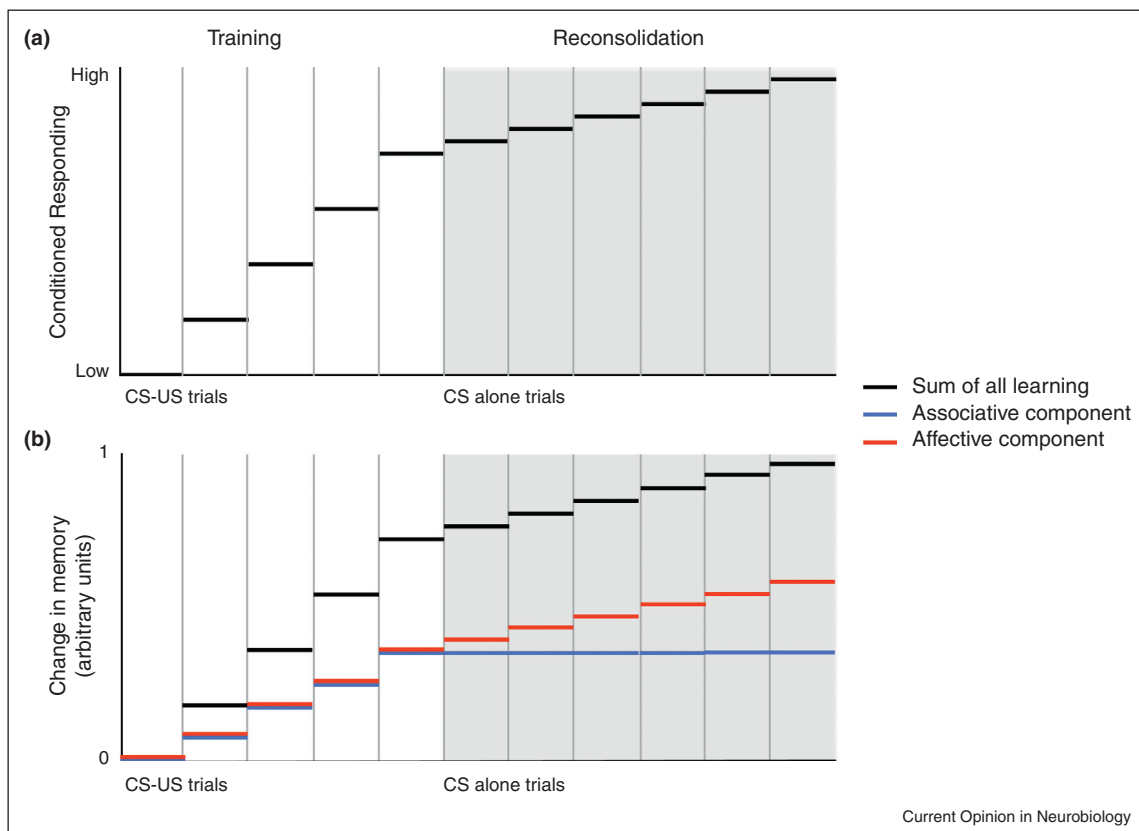 (a)
Training
Reconsolidation
High
Conditioned Responding
Low
CS-US trials
CS alone trials
Sum of all learning
Associative component
Affective component
(b)
1
Change in memory
(arbitrary units)
0
CS-US trials
CS alone trials
Current Opinion in Neurobiology